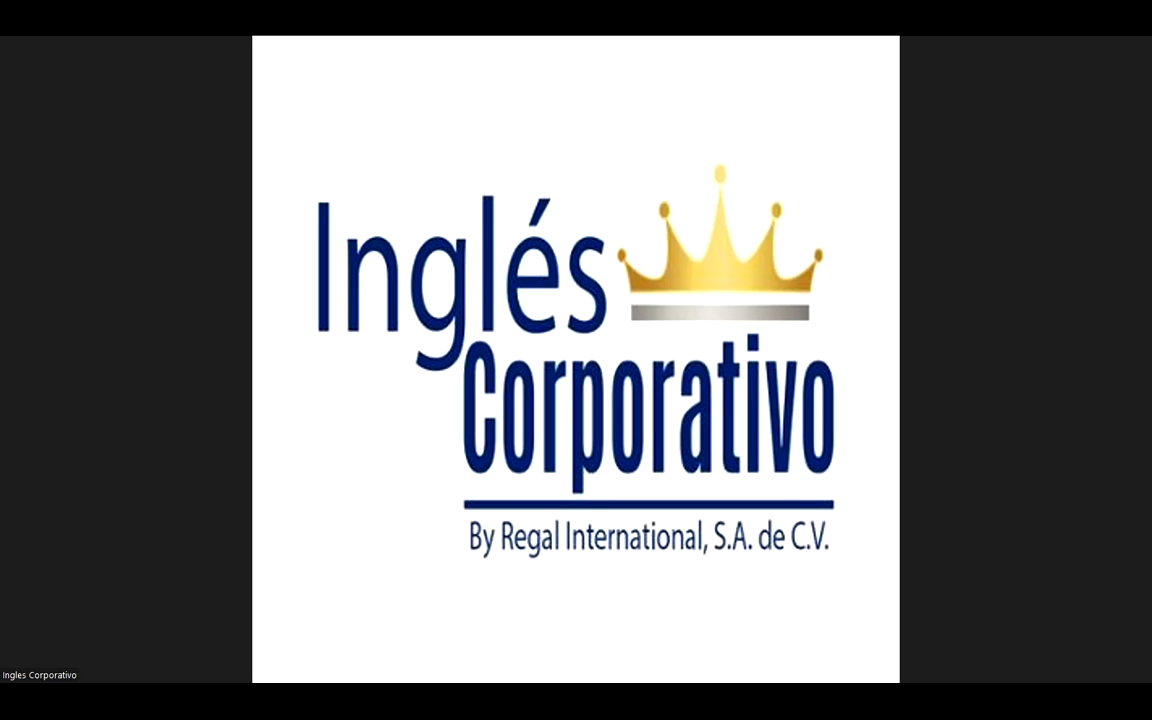 Inglés
Corporativo
By Regal International, S.A. de C.V.
Ingles Corporativo